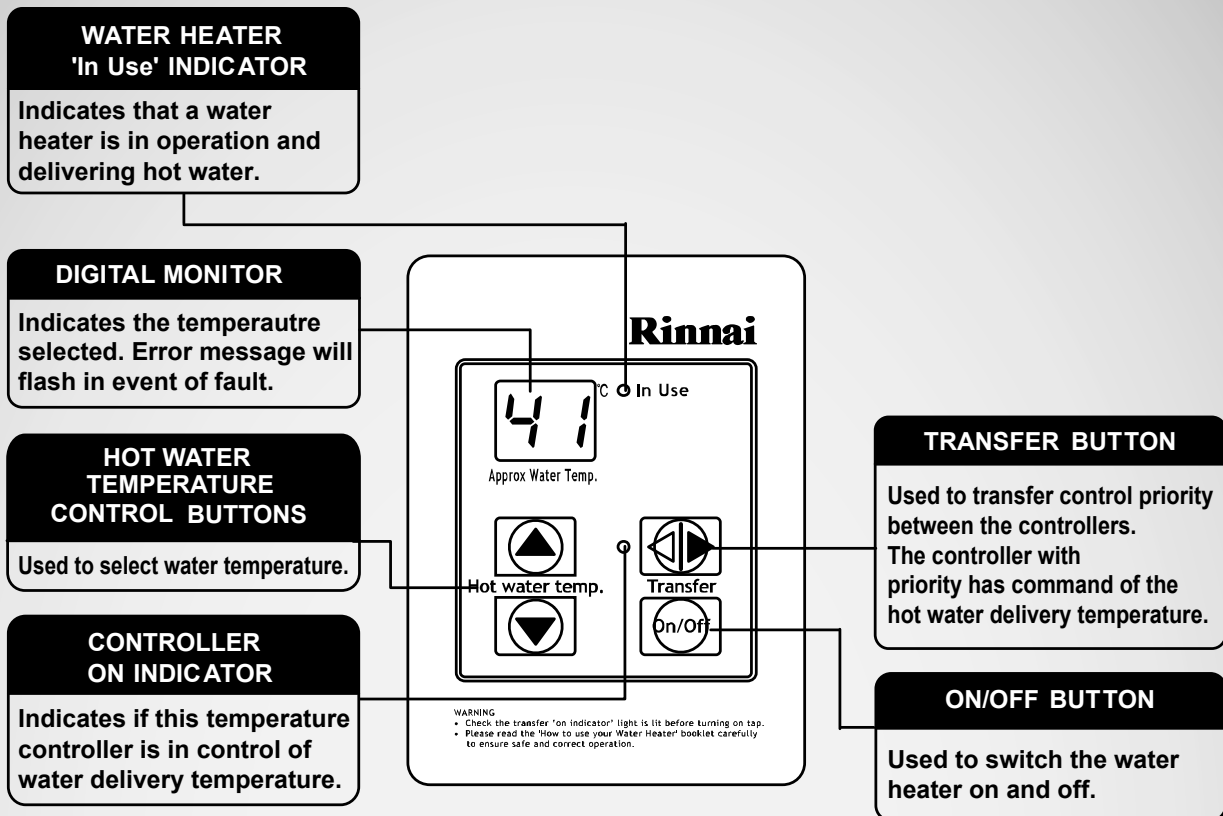 WATER HEATER
'In Use' INDICATOR
Indicates that a water
heater is in operation and
delivering hot water.
DIGITAL MONITOR
Indicates the temperautre
selected. Error message will
flash in event of fault.
HOT WATER
TEMPERATURE
CONTROL BUTTONS
Used to select water temperature.
CONTROLLER
ON INDICATOR
Indicates if this temperature
controller is in control of
water delivery temperature.
Rinnai
41
°C
In Use
Approx Water Temp.
Hot water temp.
Transfer
On/Off
WARNING
• Check the transfer 'on indicator' light is lit before turning on tap.
• Please read the 'How to use your Water Heater' booklet carefully
to ensure safe and correct operation.
TRANSFER BUTTON
Used to transfer control priority
between the controllers.
The controller with
priority has command of the
hot water delivery temperature.
ON/OFF BUTTON
Used to switch the water
heater on and off.